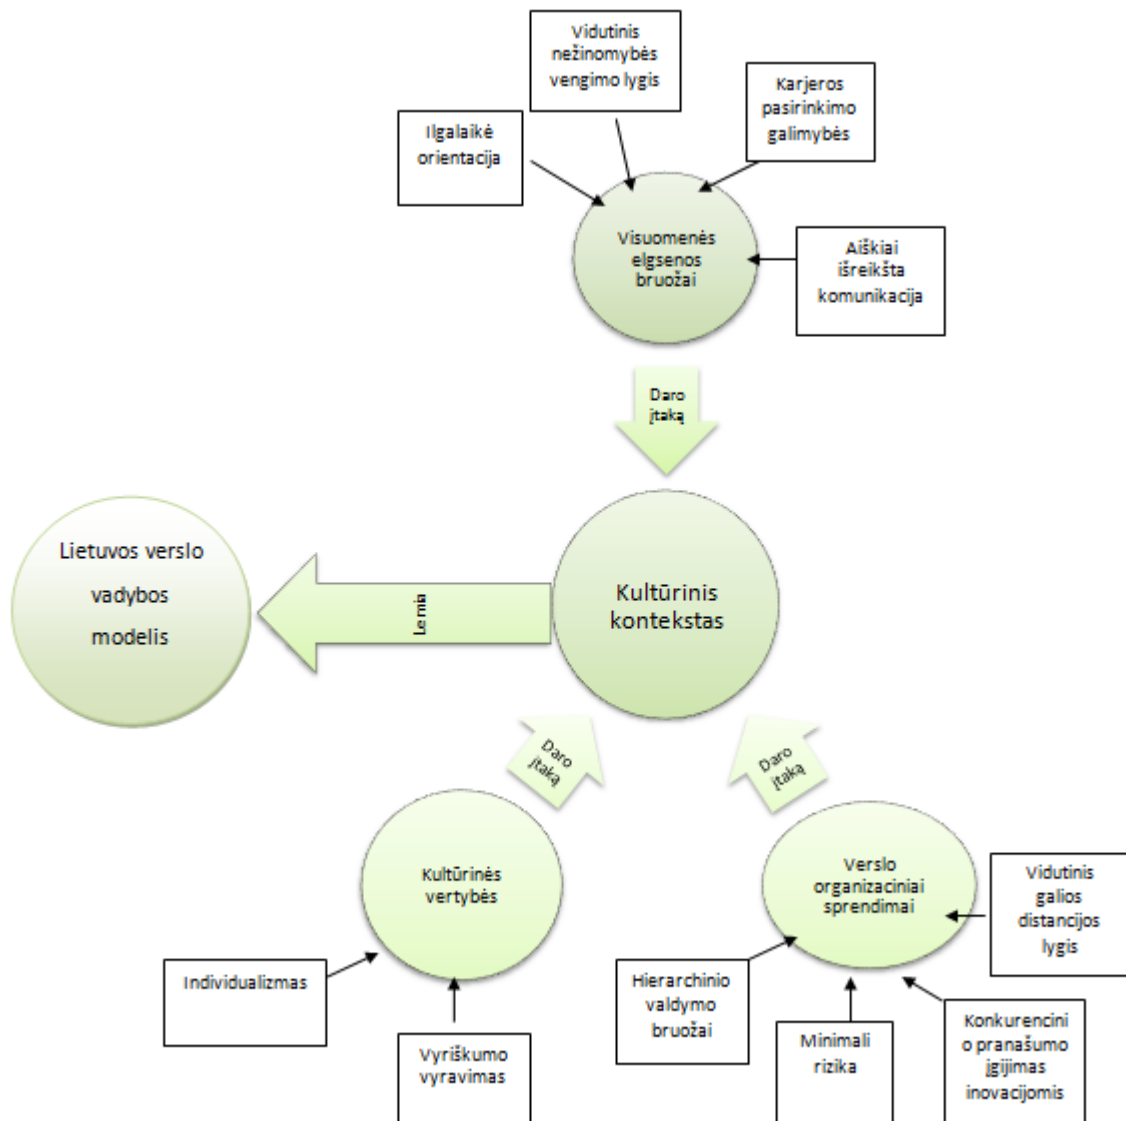 Vidutinis
nežinomybės
vengimo lygis
Karjeros
pasirinkimo
galimybės
Ilgalaikė
orientacija
Visuomenės
elgsenos
bruožai
Aiškiai
išreikšta
komunikacija
Daro
įtaką
Lietuvos verslo
vadybos
modelis
Lemia
Kultūrinis
kontekstas
Daro
įtaką
Daro
įtaką
Kultūrinės
vertybės
Verslo
organizaciniai
sprendimai
Vidutinis
galios
distancijos
lygis
Individualizmas
Vyriškumo
vyravimas
Hierarchinio
valdymo
bruožai
Minimali
rizika
Konkurencini
o pranašumo
įgijimas
inovacijomis